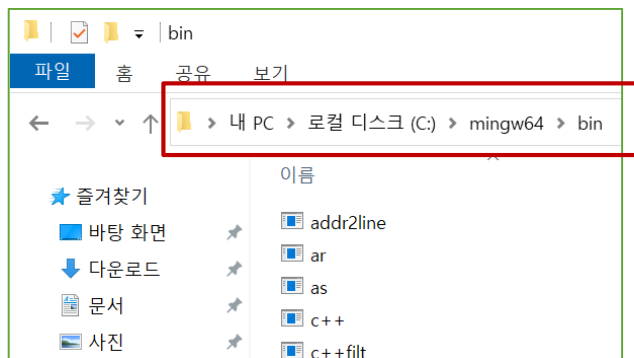 bin
파일 홈 공유 보기
내 PC > 로컬 디스크 (C:) > mingw64 > bin
이름
즐겨찾기
바탕 화면
다운로드
문서
사진
addr2line
ar
as
c++
c++filt